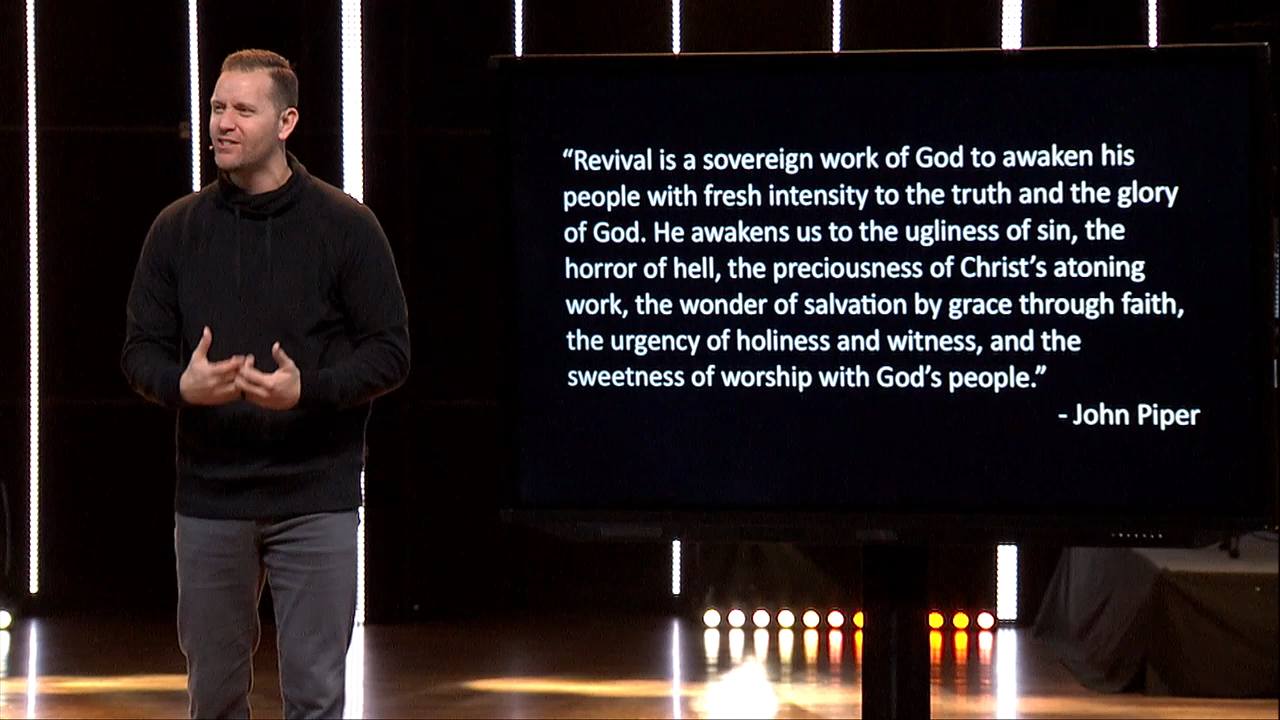 “Revival is a sovereign work of God to awaken his
people with fresh intensity to the truth and the glory
of God. He awakens us to the ugliness of sin, the
horror of hell, the preciousness of Christ’s atoning
work, the wonder of salvation by grace through faith,
the urgency of holiness and witness, and the
sweetness of worship with God’s people.”
- John Piper